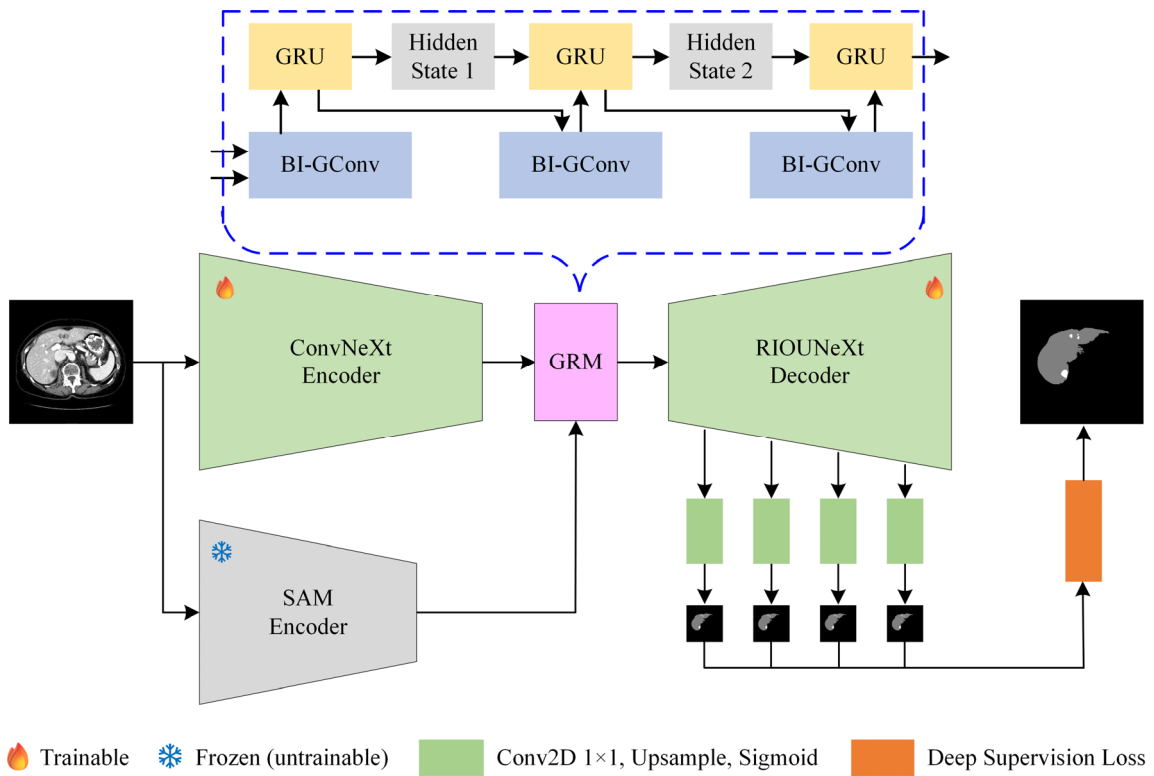 GRU
Hidden
State 1
GRU
Hidden
State 2
GRU
BI-GConv
BI-GConv
BI-GConv
ConvNeXt
Encoder
GRM
RIOUNeXt
Decoder
SAM
Encoder
Trainable
Frozen (untrainable)
Conv2D 1×1, Upsample, Sigmoid
Deep Supervision Loss